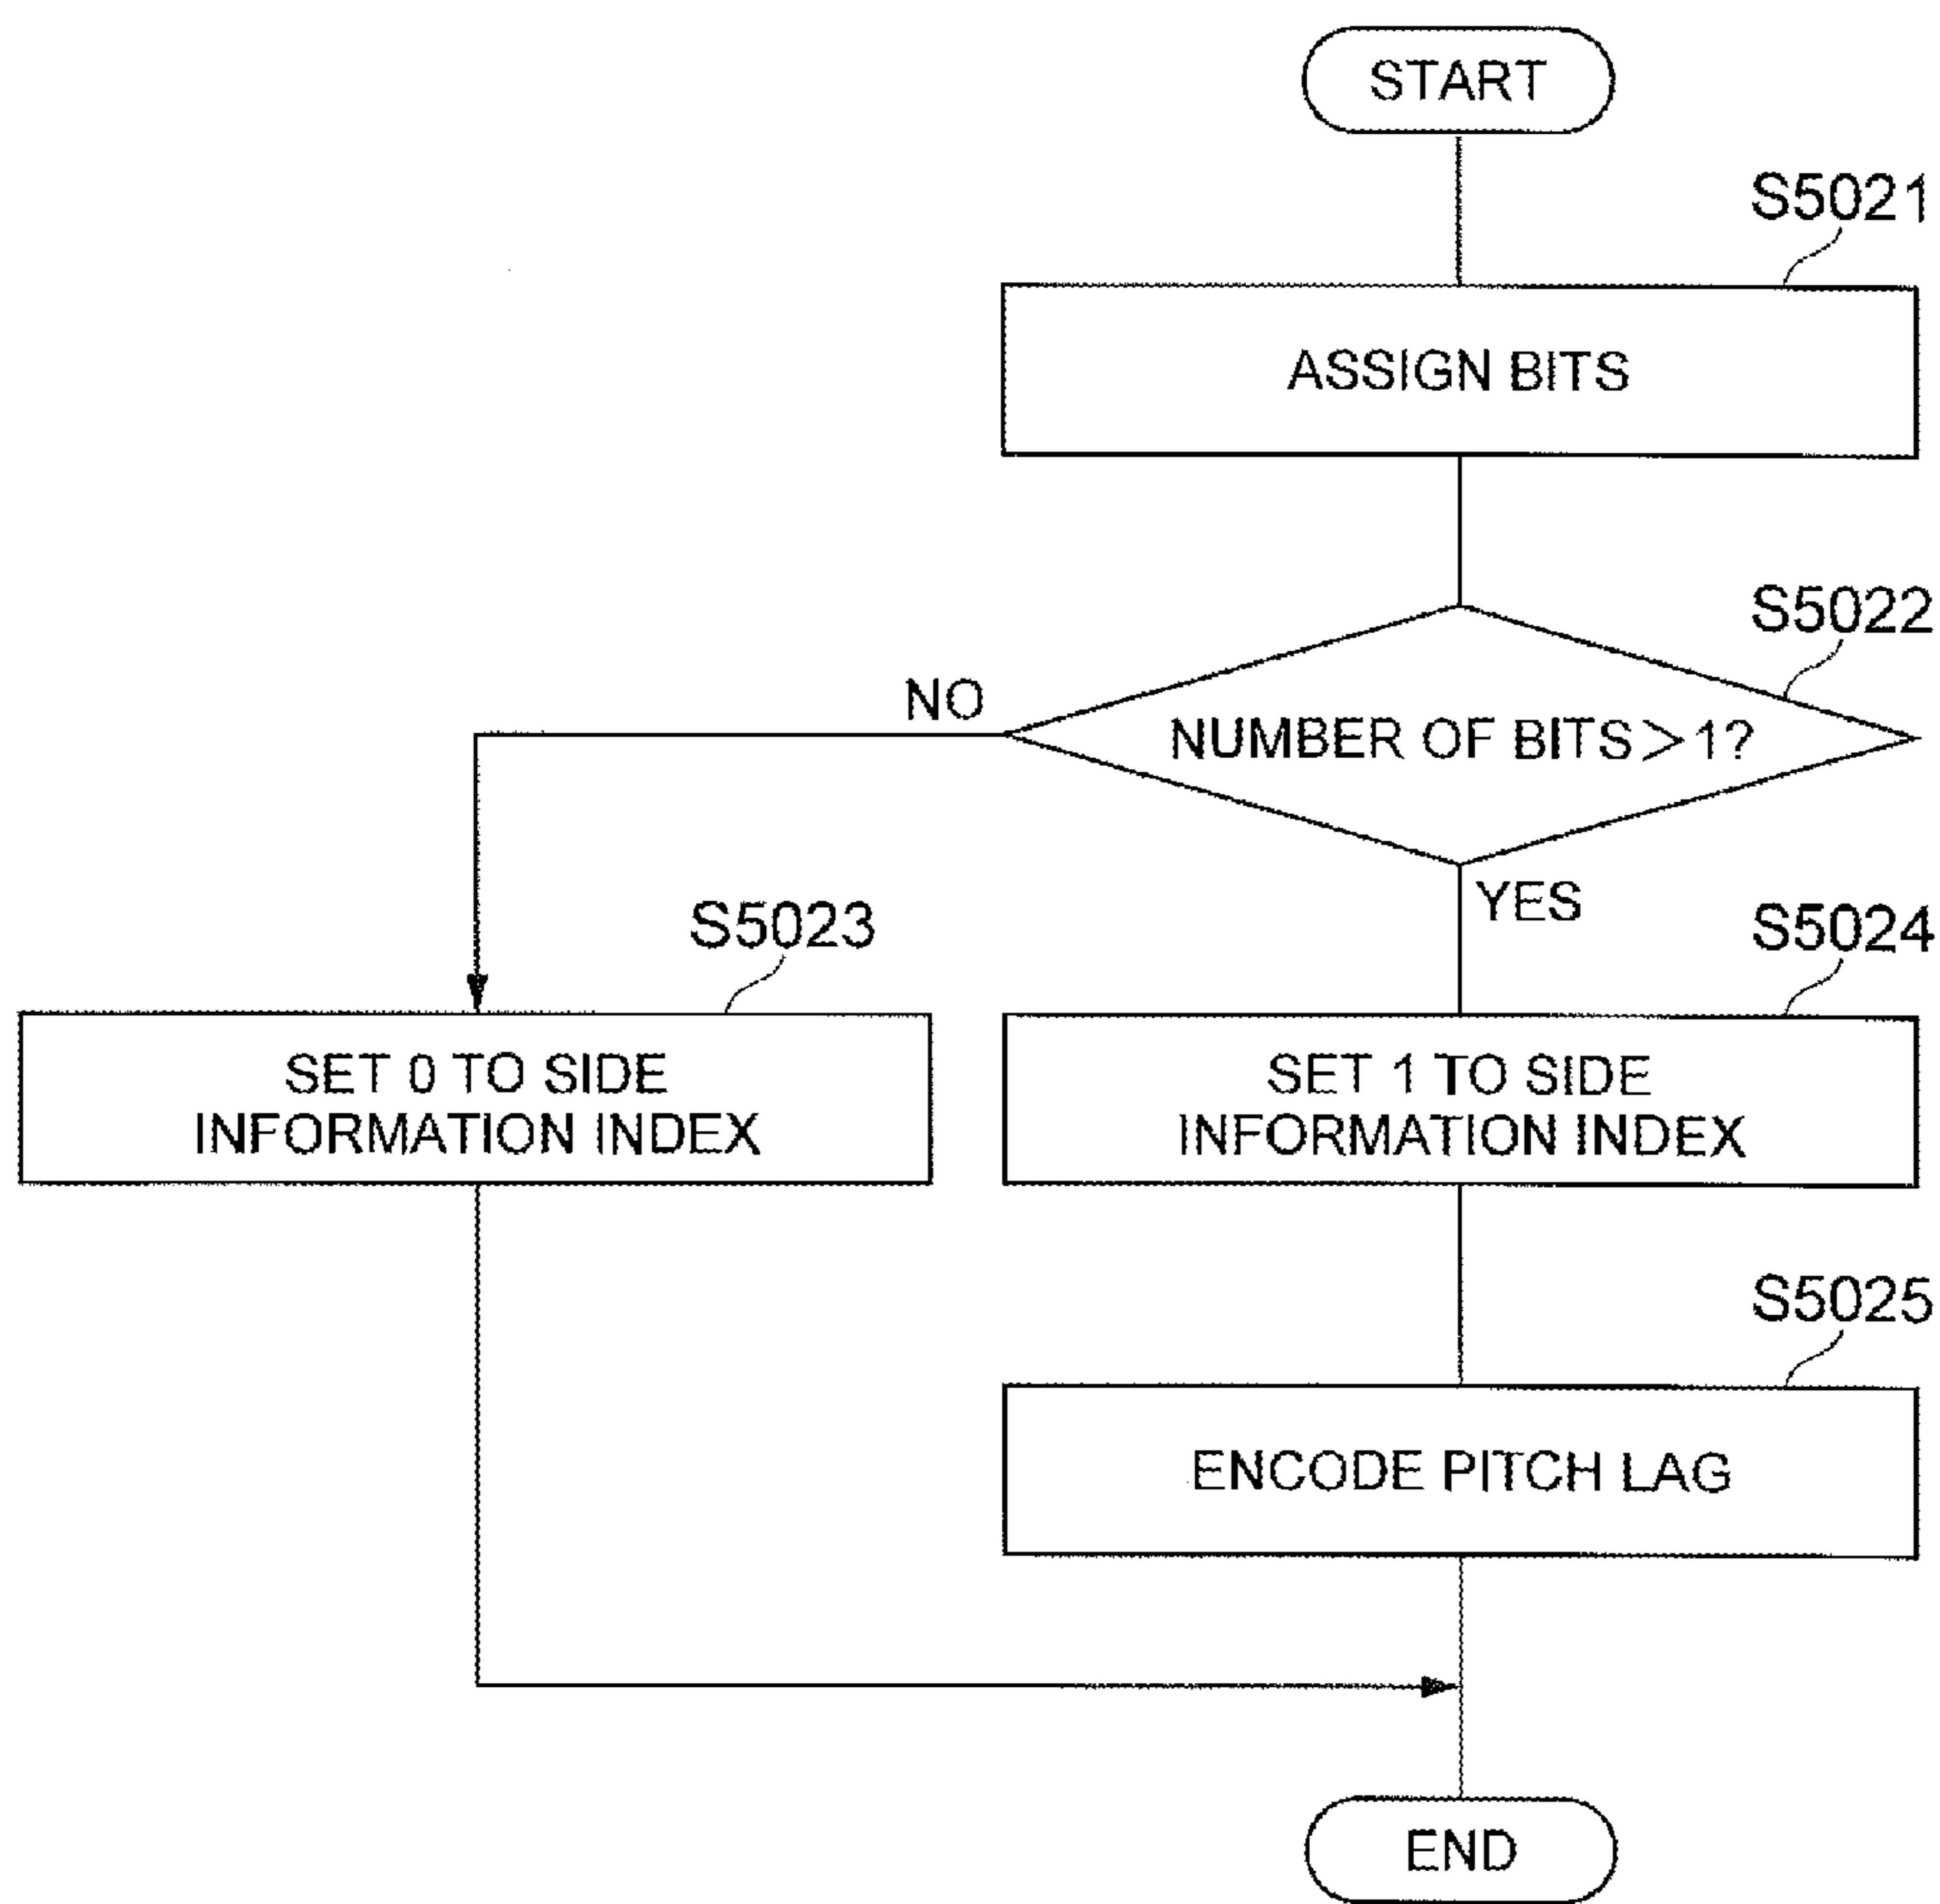 START
S5021
ASSIGN BITS
S5022
NO
NUMBER OF BITS>1?
YES
S5023
S5024
SET 0 TO SIDE
INFORMATION INDEX
SET 1 TO SIDE
INFORMATION INDEX
S5025
ENCODE PITCH LAG
END